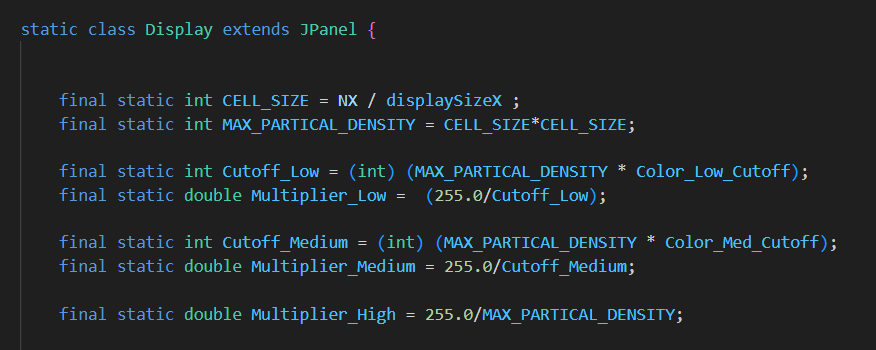 static class Display extends JPanel {
final static int CELL_SIZE = NX / displaySizeX ;
final static int MAX_PARTICAL_DENSITY = CELL_SIZE*CELL_SIZE;
final static int Cutoff_Low = (int) (MAX_PARTICAL_DENSITY * Color_Low_Cutoff);
final static double Multiplier_Low =  (255.0/Cutoff_Low);
final static int Cutoff_Medium = (int) (MAX_PARTICAL_DENSITY * Color_Med_Cutoff);
final static double Multiplier_Medium = 255.0/Cutoff_Medium;
final static double Multiplier_High = 255.0/MAX_PARTICAL_DENSITY;